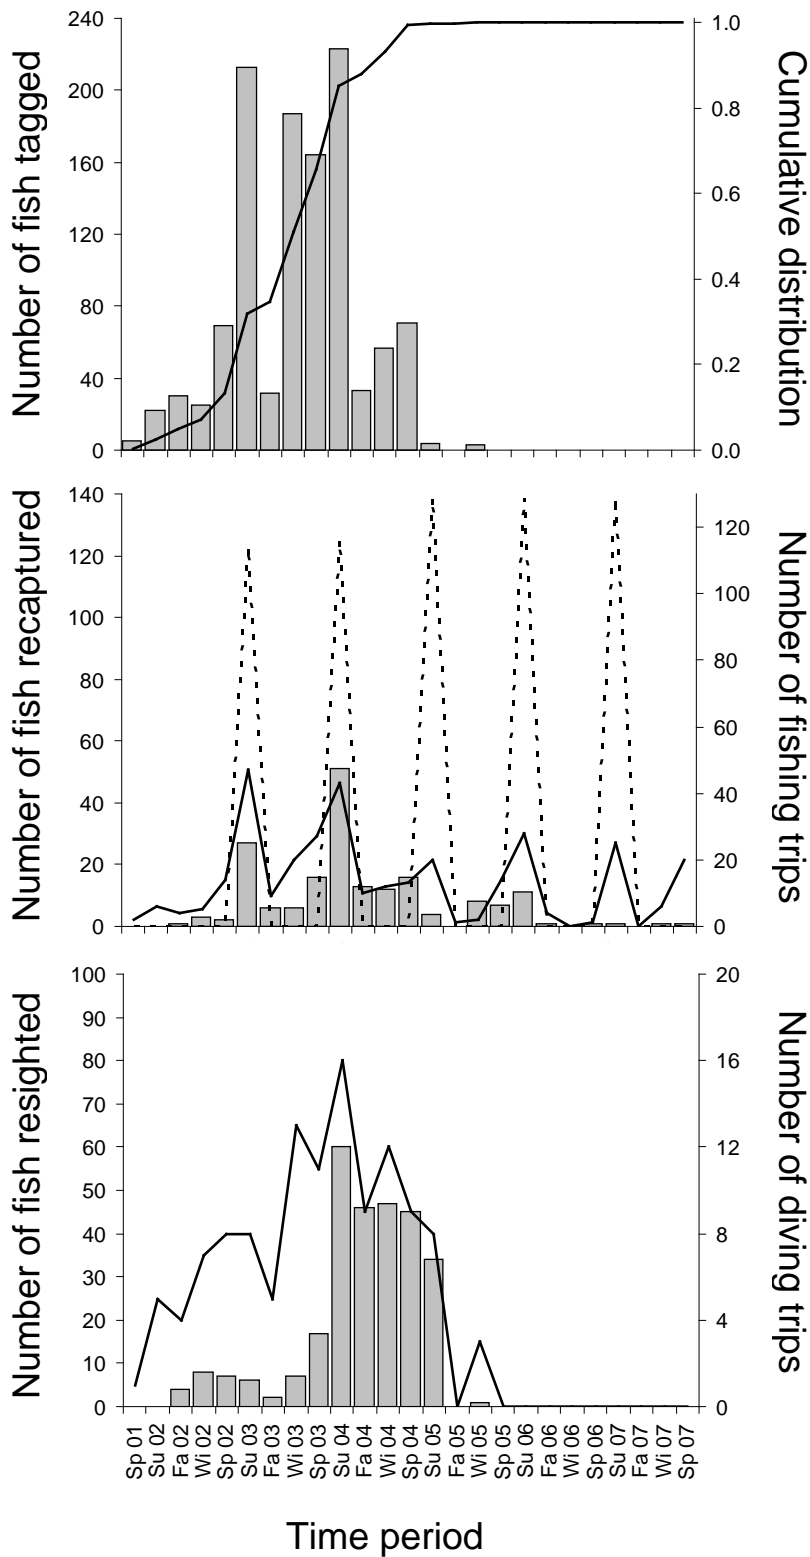 240
200
160
120
80
40
0
Number of fish tagged
1.0
0.8
0.6
0.4
0.2
0.0
Cumulative distribution
140
120
100
80
60
40
20
0
Number of fish recaptured
120
100
80
60
40
20
0
Number of fishing trips
100
90
80
70
60
50
40
30
20
10
0
Number of fish resighted
20
16
12
8
4
0
Number of diving trips
Sp 01
Su 02
Fa 02
Wi 02
Sp 02
Su 03
Fa 03
Wi 03
Sp 03
Su 04
Fa 04
Wi 04
Sp 04
Su 05
Fa 05
Wi 05
Sp 05
Su 06
Fa 06
Wi 06
Sp 06
Su 07
Fa 07
Wi 07
Sp 07
Time period